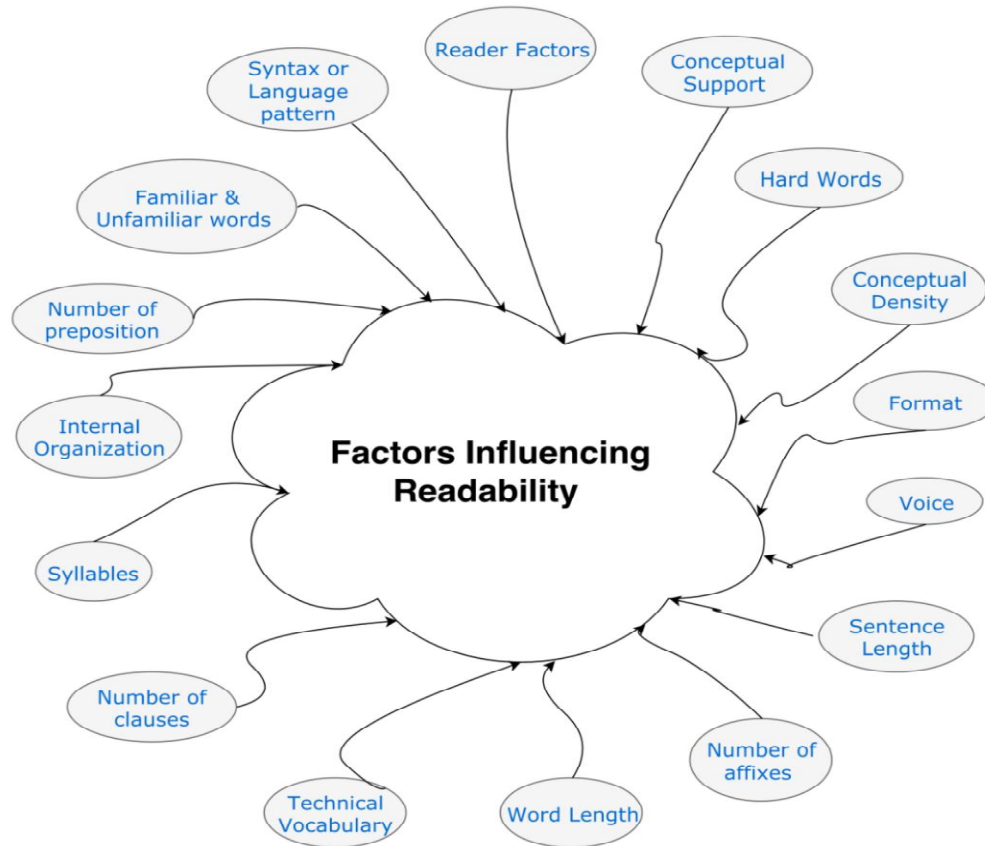 Reader Factors
Conceptual
Support
Syntax or
Language
pattern
Hard Words
Familiar &
Unfamiliar words
Conceptual
Density
Number of
preposition
Format
Internal
Organization
Factors Influencing
Readability
Voice
Syllables
Sentence
Length
Number of
clauses
Number of
affixes
Technical
Vocabulary
Word Length